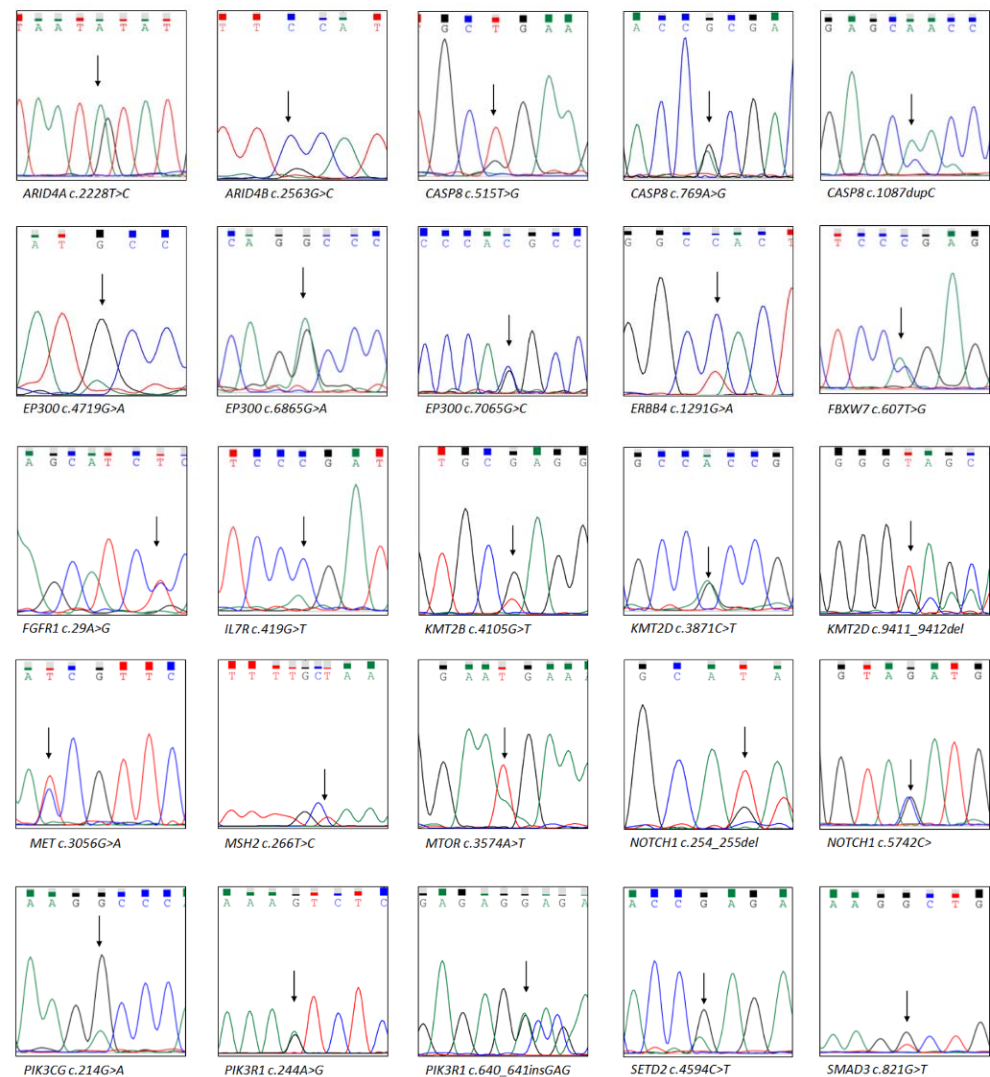 T A A T A T A T
T T C C A T
G C T G A A
A C C G C G A
G A G C A A C C
ARID4A c.2228T>C
ARID4B c.2563G>C
CASP8 c.515T>G
CASP8 c.769A>G
CASP8 c.1087dupC
A T G C C
C A G G C C C
C C C A C G C C
G G C C A C T
T C C C G A G
EP300 c.4719G>A
EP300 c.6865G>A
EP300 c.7065G>C
ERBB4 c.1291G>A
FBXW7 c.607T>G
A G C A T C T C
T C C C G A T
T G C G A G G
G C C A C C G
G G G T A G C
FGFR1 c.29A>G
IL7R c.419G>T
KMT2B c.4105G>T
KMT2D c.3871C>T
KMT2D c.9411_9412del
A T C G T T C
T T T T G C T A A
G A A T G A A A
G C A T A
G T A G A T G
MET c.3056G>A
MSH2 c.266T>C
MTOR c.3574A>T
NOTCH1 c.254_255del
NOTCH1 c.5742C>
A A G G C C C A
A A A G T C T C
G A G A G G A G A
A C C G A G A
A A G G C T G
PIK3CG c.214G>A
PIK3R1 c.244A>G
PIK3R1 c.640_641insGAG
SETD2 c.4594C>T
SMAD3 c.821G>T